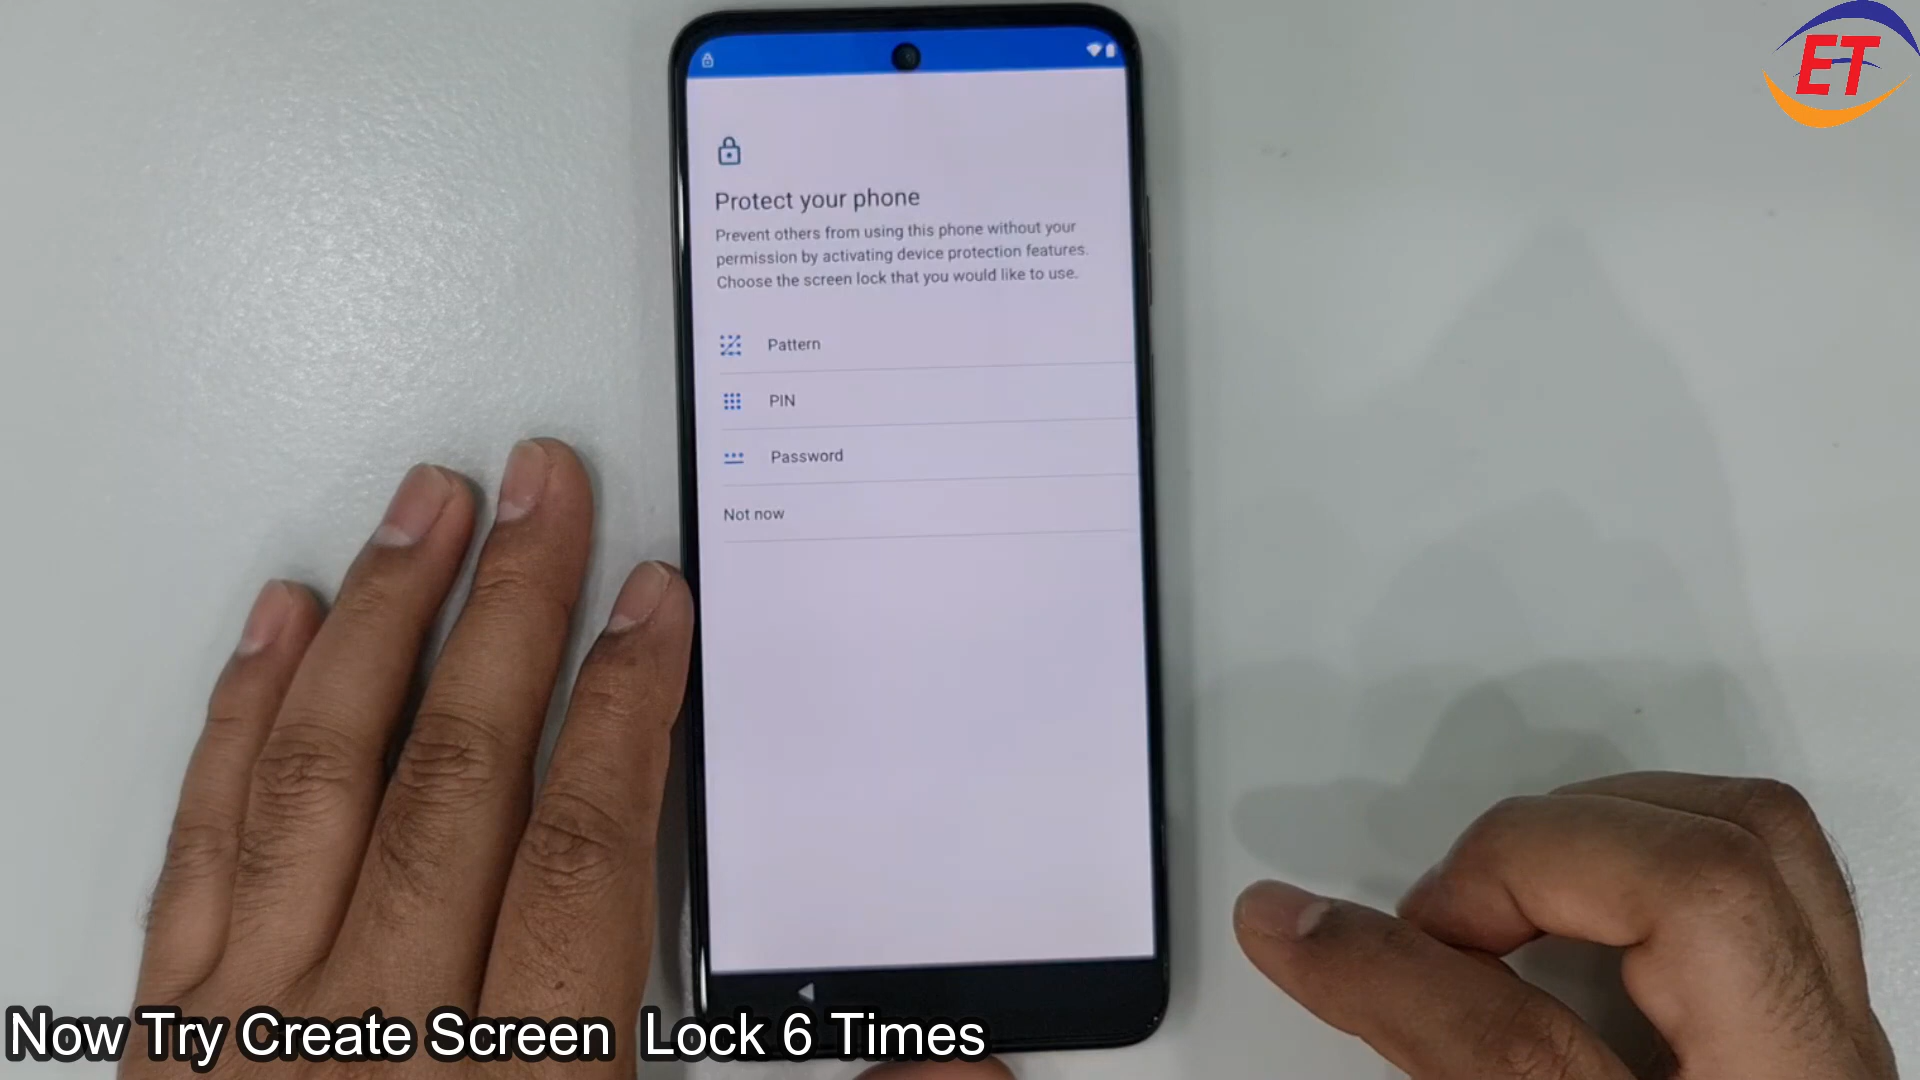 ET
Protect your phone
Prevent others from using this phone without your
permission by activating device protection features.
Choose the screen lock that you would like to use.
Pattern
PIN
Password
Not now
Now Try Create Screen Lock 6 Times